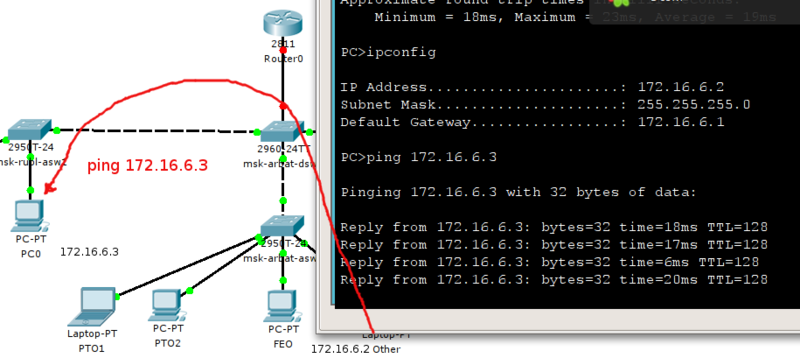 2811
Router0
2950T-24
msk-rubl-asw1
2960-24TT
msk-arbat-dsw
ping 172.16.6.3
PC-PT
PC0
172.16.6.3
2950T-24
msk-arbat-asw
Laptop-PT
PTO1
PC-PT
PTO2
PC-PT
FEO
Laptop-PT
172.16.6.2 Other
Approximate round trip times in milli-seconds:
Minimum = 18ms, Maximum = 23ms, Average = 19ms
PC>ipconfig
IP Address......................: 172.16.6.2
Subnet Mask.....................: 255.255.255.0
Default Gateway.................: 172.16.6.1
PC>ping 172.16.6.3
Pinging 172.16.6.3 with 32 bytes of data:
Reply from 172.16.6.3: bytes=32 time=18ms TTL=128
Reply from 172.16.6.3: bytes=32 time=17ms TTL=128
Reply from 172.16.6.3: bytes=32 time=6ms TTL=128
Reply from 172.16.6.3: bytes=32 time=20ms TTL=128